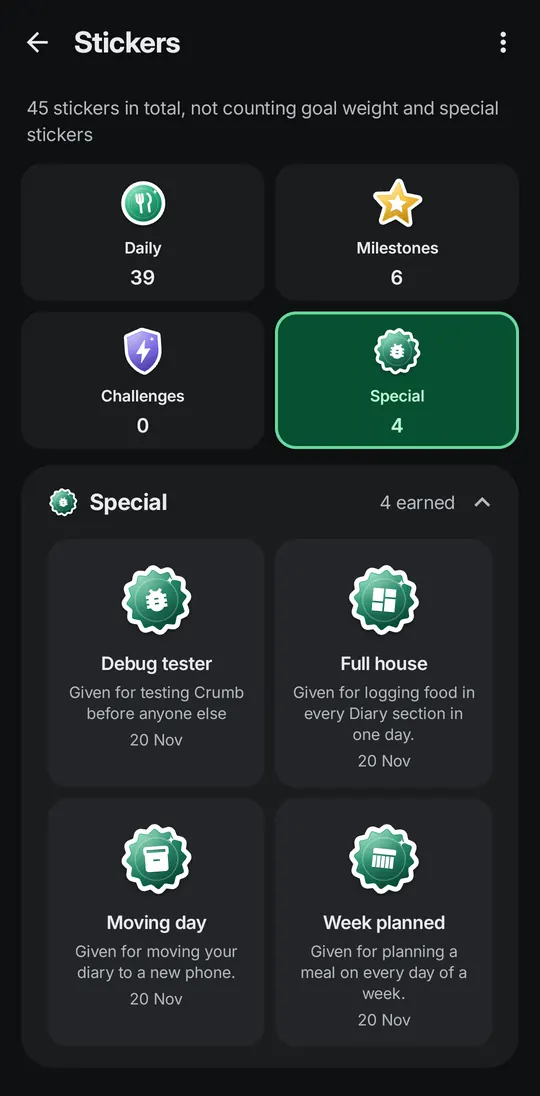 Stickers
45 stickers in total, not counting goal weight and special
stickers
Daily
39
Milestones
6
Challenges
0
Special
4
Special
4 earned
Debug tester
Given for testing Crumb
before anyone else
20 Nov
Full house
Given for logging food in
every Diary section in
one day.
20 Nov
Moving day
Given for moving your
diary to a new phone.
20 Nov
Week planned
Given for planning a
meal on every day of a
week.
20 Nov